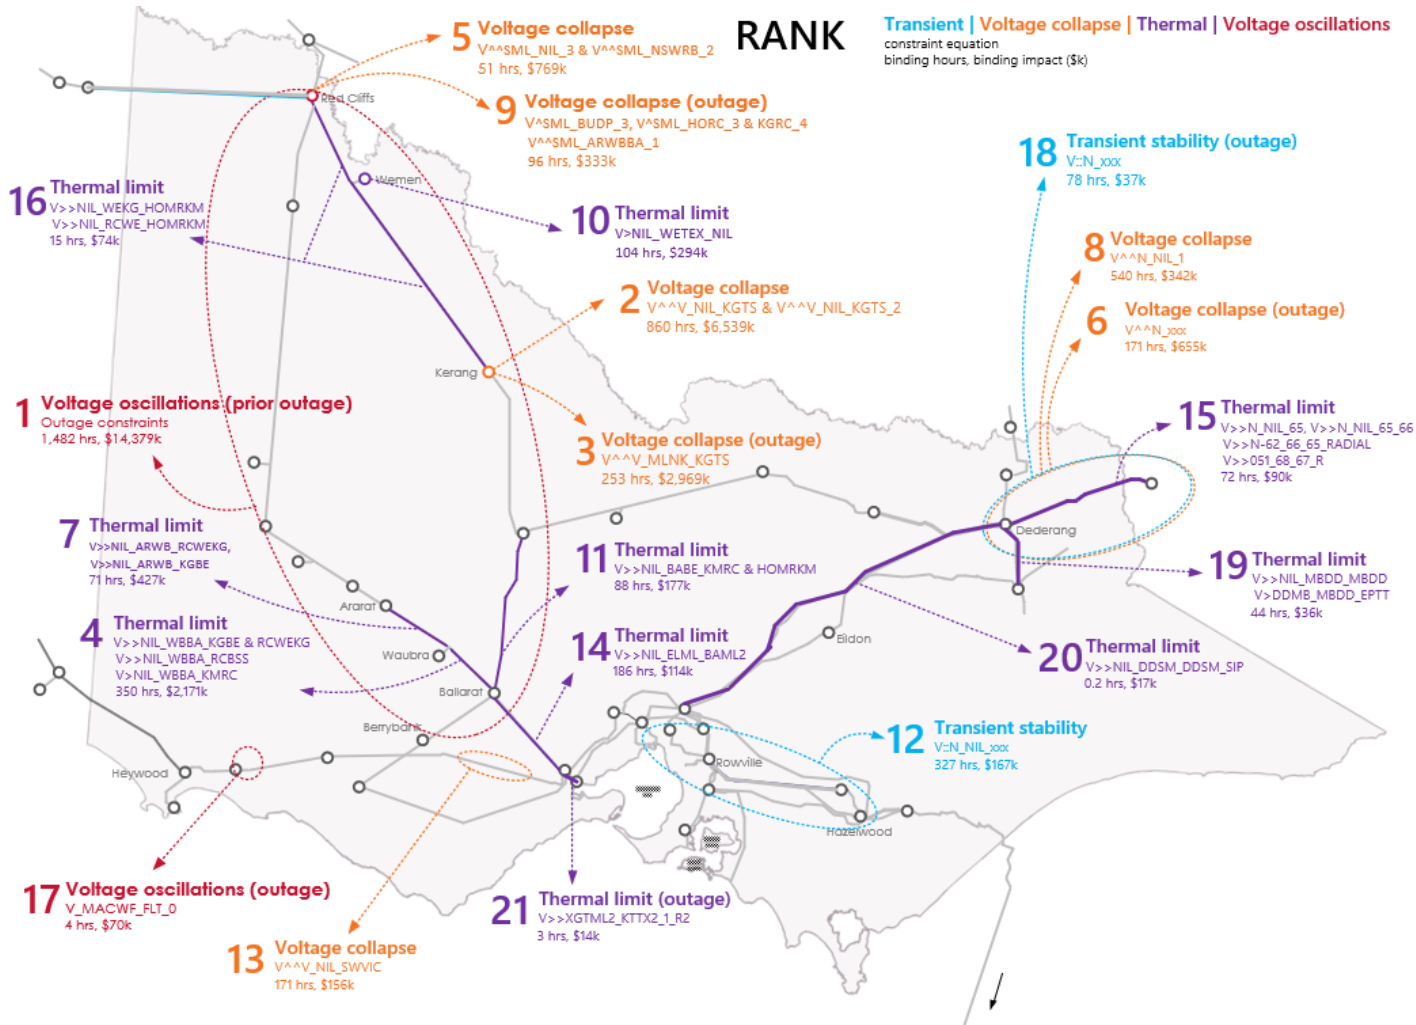 RANK
Transient | Voltage collapse | Thermal | Voltage oscillations
constraint equation
binding hours, binding impact ($k)
5 Voltage collapse
V^^SML_NIL_3 & V^^SML_NSWRB_2
51 hrs, $769k
Red Cliffs
9 Voltage collapse (outage)
V^SML_BUDP_3, V^SML_HORC_3 & KGRC_4
V^^SML_ARWBBA_1
96 hrs, $333k
18 Transient stability (outage)
V::N_xxx
78 hrs, $37k
Wemen
16 Thermal limit
V>>NIL_WEKG_HOMRKM
V>>NIL_RCWE_HOMRKM
15 hrs, $74k
10 Thermal limit
V>NIL_WETEX_NIL
104 hrs, $294k
8 Voltage collapse
V^^N_NIL_1
540 hrs, $342k
2 Voltage collapse
V^^V_NIL_KGTS & V^^V_NIL_KGTS_2
860 hrs, $6,539k
6 Voltage collapse (outage)
V^^N_xxx
171 hrs, $655k
Kerang
1 Voltage oscillations (prior outage)
Outage constraints
1,482 hrs, $14,379k
3 Voltage collapse (outage)
V^^V_MLNK_KGTS
253 hrs, $2,969k
15 Thermal limit
V>>N_NIL_65, V>>N_NIL_65_66
V>>N-62_66_65_RADIAL
V>>051_68_67_R
72 hrs, $90k
7 Thermal limit
V>>NIL_ARWB_RCWEKG,
V>>NIL_ARWB_KGBE
71 hrs, $427k
Dederang
11 Thermal limit
V>>NIL_BABE_KMRC & HOMRKM
88 hrs, $177k
19 Thermal limit
V>>NIL_MBDD_MBDD
V>DDMB_MBDD_EPTT
44 hrs, $36k
Ararat
4 Thermal limit
V>>NIL_WBBA_KGBE & RCWEKG
V>>NIL_WBBA_RCBSS
V>NIL_WBBA_KMRC
350 hrs, $2,171k
Waubra
14 Thermal limit
V>>NIL_ELML_BAML2
186 hrs, $114k
Eildon
20 Thermal limit
V>>NIL_DDSM_DDSM_SIP
0.2 hrs, $17k
Ballarat
Berrybank
12 Transient stability
V::N_NIL_xxx
327 hrs, $167k
Heywood
Rowville
Hazelwood
17 Voltage oscillations (outage)
V_MACWF_FLT_0
4 hrs, $70k
21 Thermal limit (outage)
V>>XGTML2_KTTX2_1_R2
3 hrs, $14k
13 Voltage collapse
V^^V_NIL_SWVIC
171 hrs, $156k